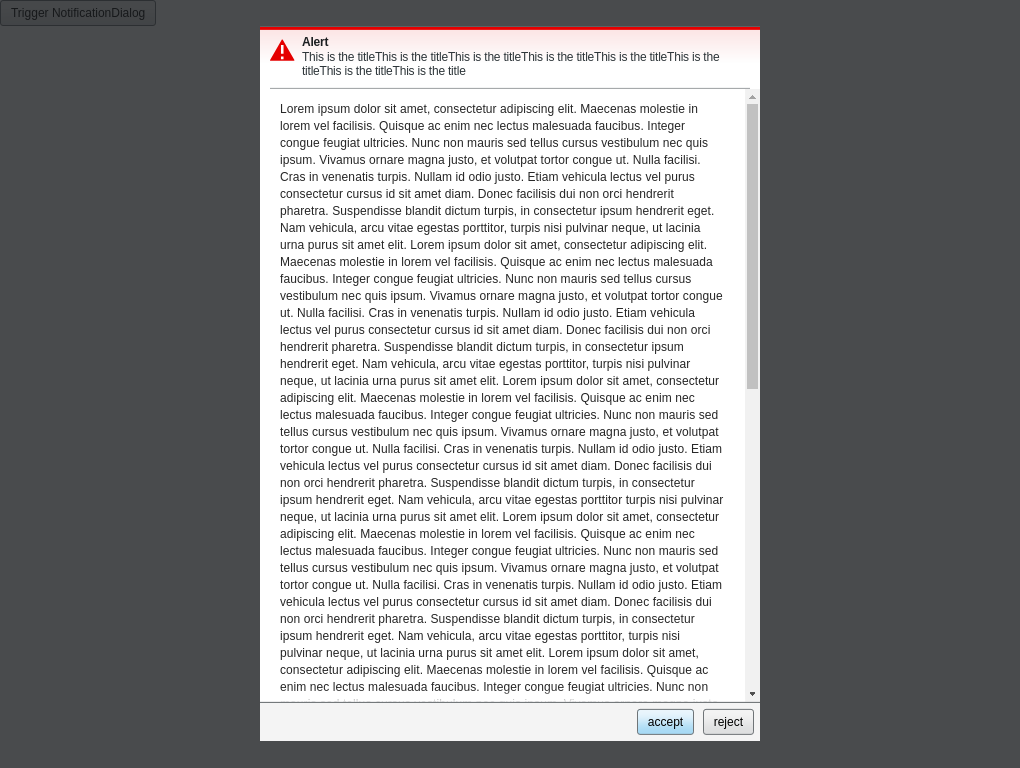 Trigger NotificationDialog
Alert
This is the titleThis is the titleThis is the titleThis is the titleThis is the titleThis is the
titleThis is the titleThis is the title
Lorem ipsum dolor sit amet, consectetur adipiscing elit. Maecenas molestie in
lorem vel facilisis. Quisque ac enim nec lectus malesuada faucibus. Integer
congue feugiat ultricies. Nunc non mauris sed tellus cursus vestibulum nec quis
ipsum. Vivamus ornare magna justo, et volutpat tortor congue ut. Nulla facilisi.
Cras in venenatis turpis. Nullam id odio justo. Etiam vehicula lectus vel purus
consectetur cursus id sit amet diam. Donec facilisis dui non orci hendrerit
pharetra. Suspendisse blandit dictum turpis, in consectetur ipsum hendrerit eget.
Nam vehicula, arcu vitae egestas porttitor, turpis nisi pulvinar neque, ut lacinia
urna purus sit amet elit. Lorem ipsum dolor sit amet, consectetur adipiscing elit.
Maecenas molestie in lorem vel facilisis. Quisque ac enim nec lectus malesuada
faucibus. Integer congue feugiat ultricies. Nunc non mauris sed tellus cursus
vestibulum nec quis ipsum. Vivamus ornare magna justo, et volutpat tortor congue
ut. Nulla facilisi. Cras in venenatis turpis. Nullam id odio justo. Etiam vehicula
lectus vel purus consectetur cursus id sit amet diam. Donec facilisis dui non orci
hendrerit pharetra. Suspendisse blandit dictum turpis, in consectetur ipsum
hendrerit eget. Nam vehicula, arcu vitae egestas porttitor, turpis nisi pulvinar
neque, ut lacinia urna purus sit amet elit. Lorem ipsum dolor sit amet, consectetur
adipiscing elit. Maecenas molestie in lorem vel facilisis. Quisque ac enim nec
lectus malesuada faucibus. Integer congue feugiat ultricies. Nunc non mauris sed
tellus cursus vestibulum nec quis ipsum. Vivamus ornare magna justo, et volutpat
tortor congue ut. Nulla facilisi. Cras in venenatis turpis. Nullam id odio justo. Etiam
vehicula lectus vel purus consectetur cursus id sit amet diam. Donec facilisis dui
non orci hendrerit pharetra. Suspendisse blandit dictum turpis, in consectetur
ipsum hendrerit eget. Nam vehicula, arcu vitae egestas porttitor turpis nisi pulvinar
neque, ut lacinia urna purus sit amet elit. Lorem ipsum dolor sit amet, consectetur
adipiscing elit. Maecenas molestie in lorem vel facilisis. Quisque ac enim nec
lectus malesuada faucibus. Integer congue feugiat ultricies. Nunc non mauris sed
tellus cursus vestibulum nec quis ipsum. Vivamus ornare magna justo, et volutpat
tortor congue ut. Nulla facilisi. Cras in venenatis turpis. Nullam id odio justo. Etiam
vehicula lectus vel purus consectetur cursus id sit amet diam. Donec facilisis dui
non orci hendrerit pharetra. Suspendisse blandit dictum turpis, in consectetur
ipsum hendrerit eget. Nam vehicula, arcu vitae egestas porttitor, turpis nisi
pulvinar neque, ut lacinia urna purus sit amet elit. Lorem ipsum dolor sit amet,
consectetur adipiscing elit. Maecenas molestie in lorem vel facilisis. Quisque ac
enim nec lectus malesuada faucibus. Integer congue feugiat ultricies. Nunc non
accept
reject